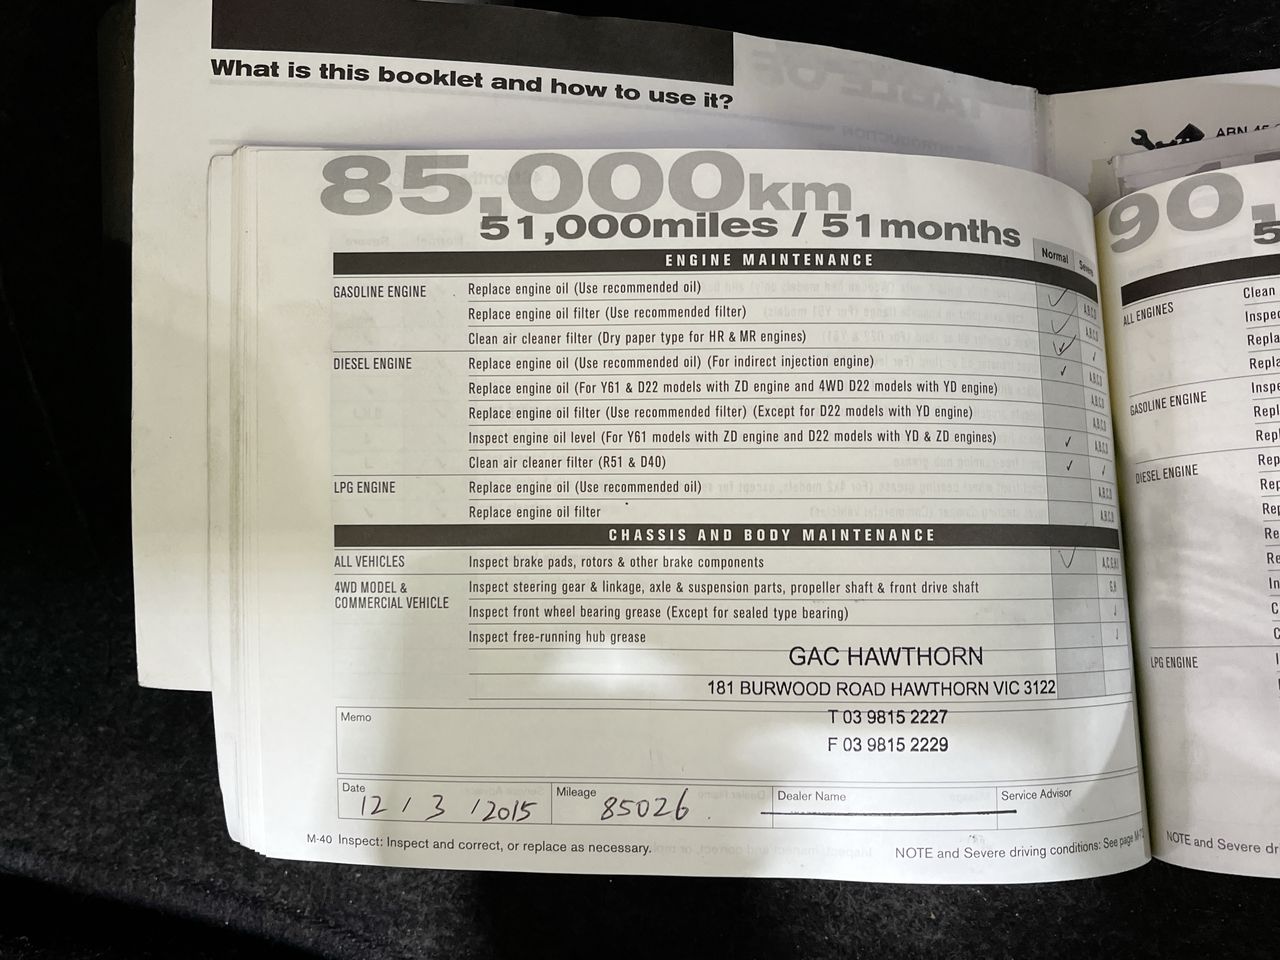 What is this booklet and how to use it?
85,000km
51,000miles / 51months
ENGINE MAINTENANCE
Normal
GASOLINE ENGINE
Replace engine oil (Use recommended oil)
A,B,C,D
Replace engine oil filter (Use recommended filter)
A,B,C,D
Clean air cleaner filter (Dry paper type for HR & MR engines)
DIESEL ENGINE
Replace engine oil (Use recommended oil) (For indirect injection engine)
A,B,C,D
Replace engine oil (For Y61 & D22 models with ZD engine and 4WD D22 models with YD engine)
A,B,C,D
Replace engine oil filter (Use recommended filter) (Except for D22 models with YD engine)
A,B,C,D
Inspect engine oil level (For Y61 models with ZD engine and D22 models with YD & ZD engines)
A,B,C,D
Clean air cleaner filter (R51 & D40)
LPG ENGINE
Replace engine oil (Use recommended oil)
A,B,C,D
Replace engine oil filter
A,B,C,D
CHASSIS AND BODY MAINTENANCE
ALL VEHICLES
Inspect brake pads, rotors & other brake components
4WD MODEL &
COMMERCIAL VEHICLE
Inspect steering gear & linkage, axle & suspension parts, propeller shaft & front drive shaft
G,H
Inspect front wheel bearing grease (Except for sealed type bearing)
Inspect free-running hub grease
GAC HAWTHORN
181 BURWOOD ROAD HAWTHORN VIC 3122
T 03 9815 2227
F 03 9815 2229
Memo
Date
12 / 3 / 2015
Mileage
85026
Dealer Name
Service Advisor
M-40 Inspect: Inspect and correct, or replace as necessary.
NOTE and Severe driving conditions: See page
ABN
90,
5
ALL ENGINES
Clean
GASOLINE ENGINE
DIESEL ENGINE
LPG ENGINE
NOTE and Severe